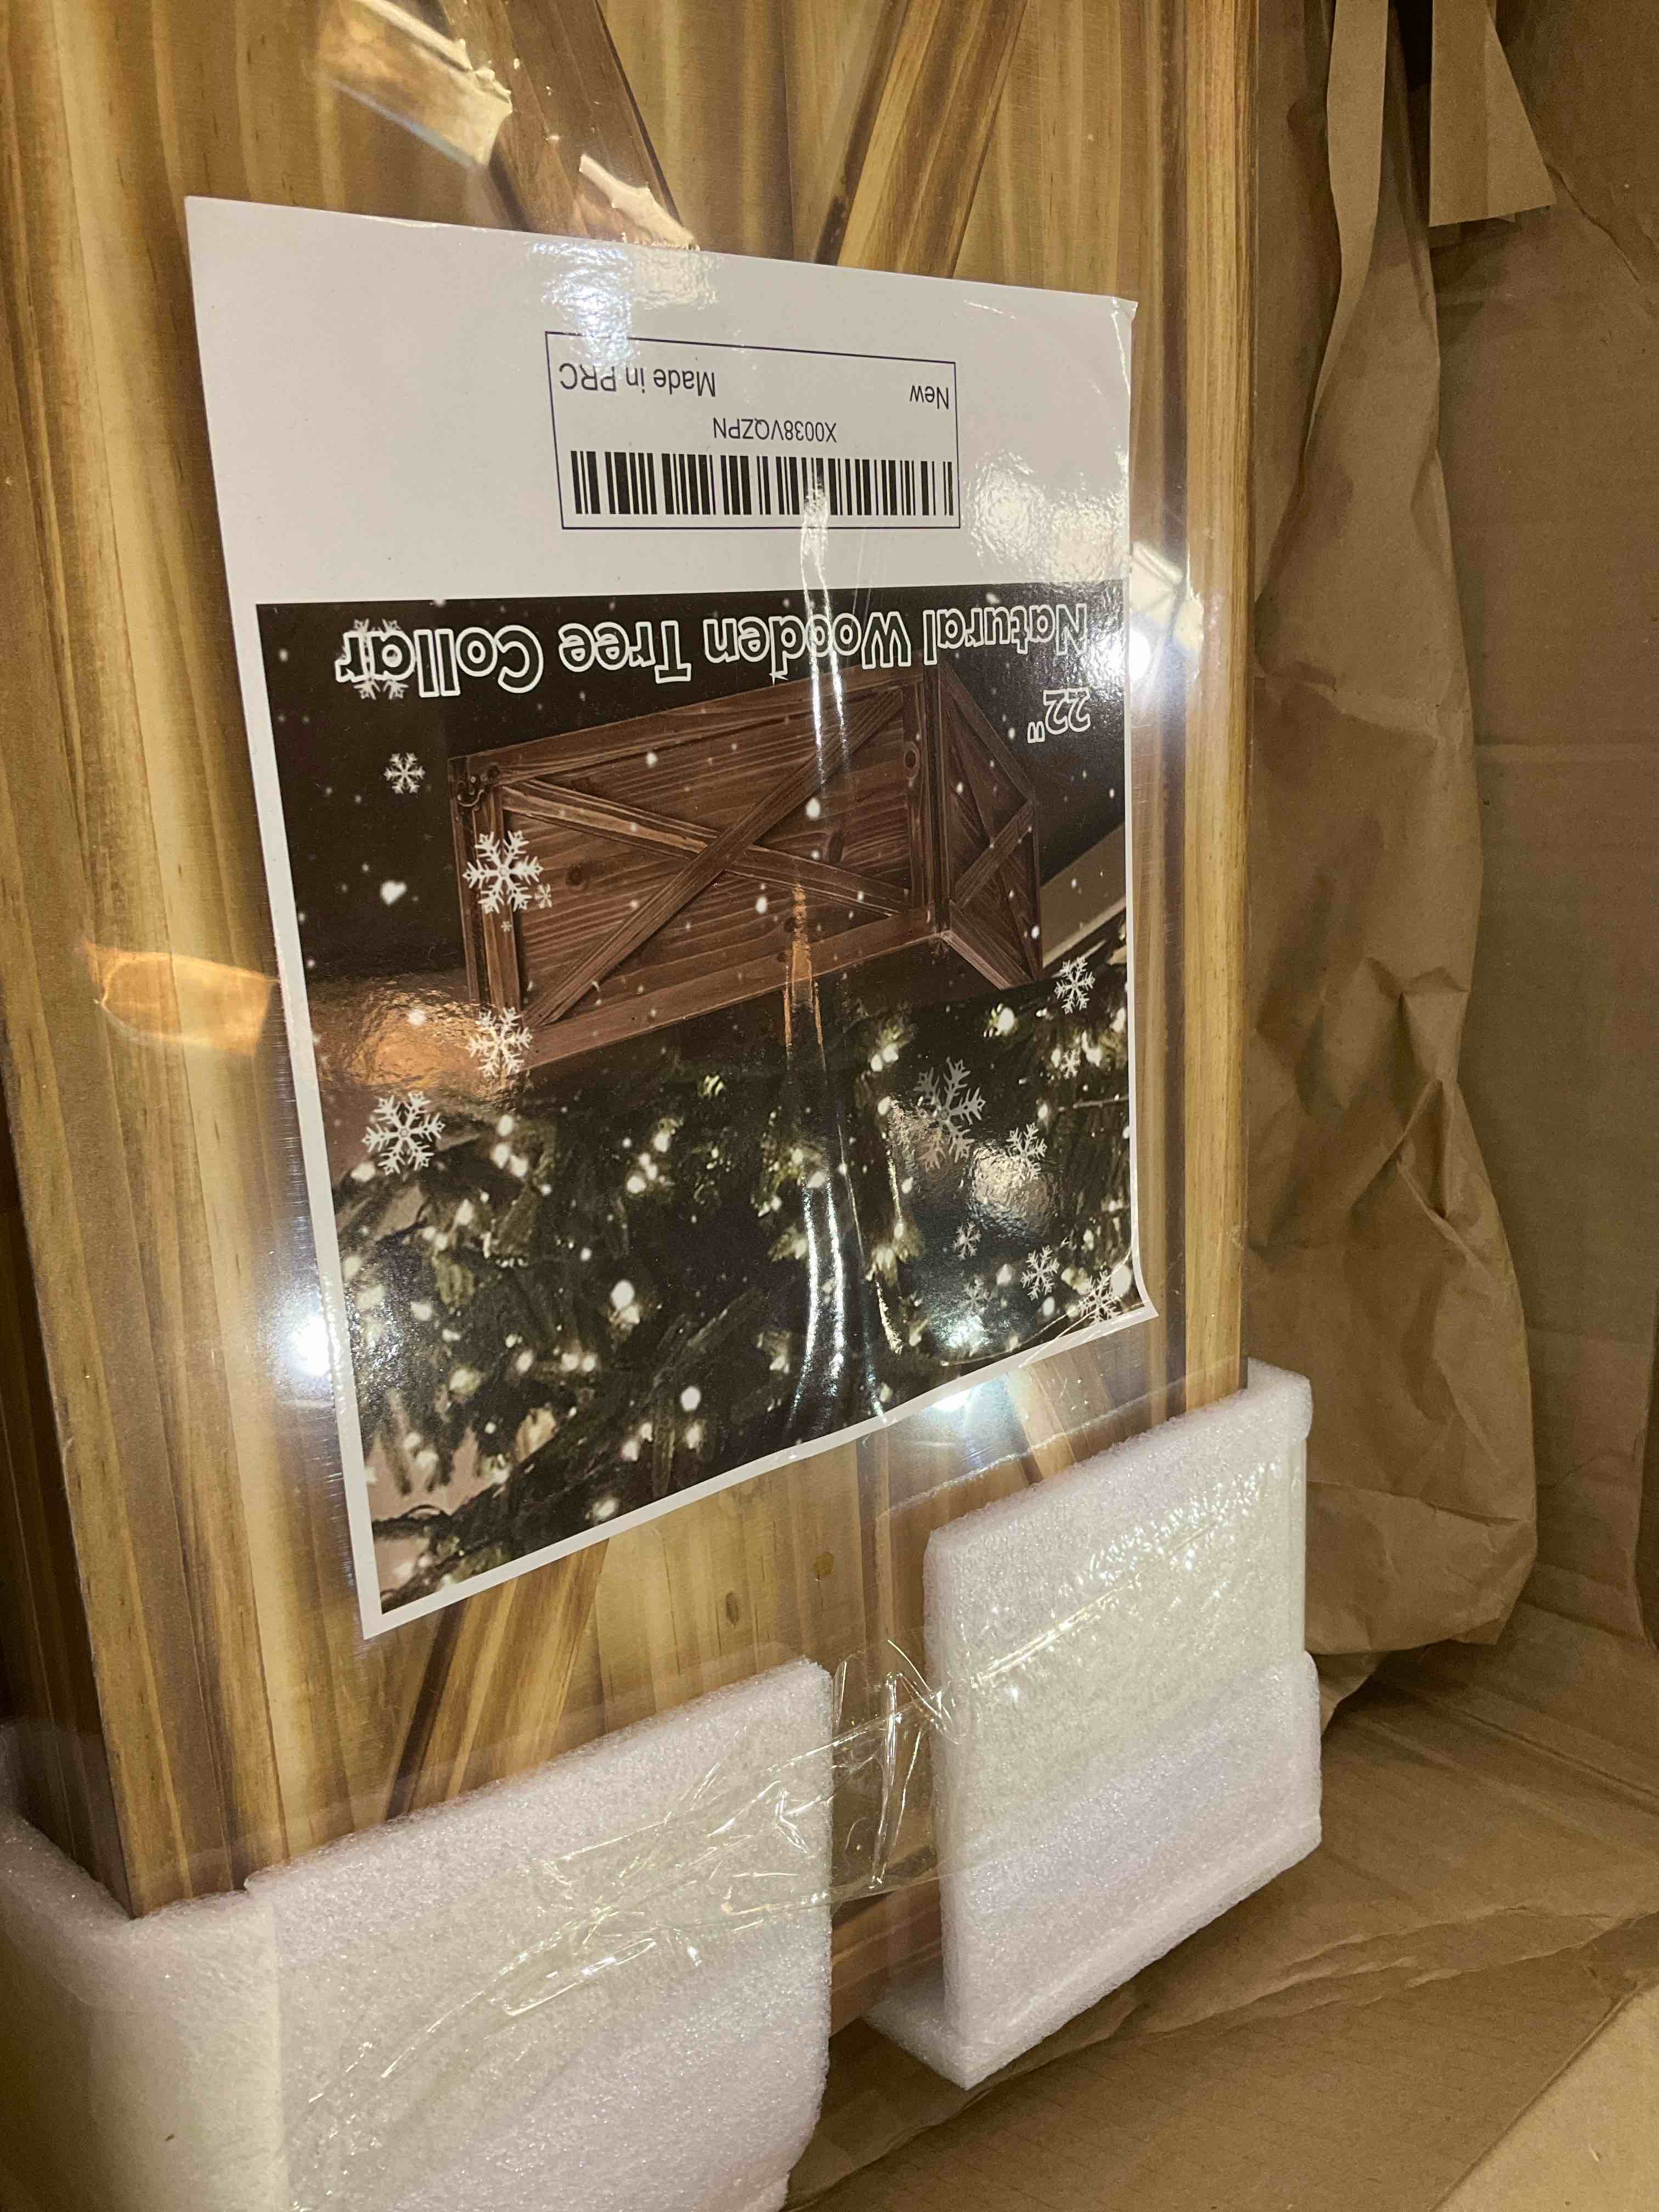 22"
Natural Wooden Tree Collar
X0038VQZPN
New Made in PRC